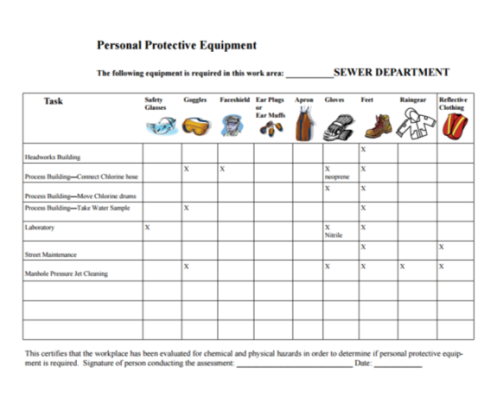 Personal Protective Equipment
The following equipment is required in this work area: __________SEWER DEPARTMENT
Task Safety Glasses Goggles Faceshield Ear Plugs or Ear Muffs Apron Gloves Feet Raingear Reflective Clothing
Headworks Building X
Process Building—Connect Chlorine hose X X X neoprene X
Process Building—Move Chlorine drums X X
Process Building—Take Water Sample X X
Laboratory X X Nitrile X
Street Maintenance X X
Manhole Pressure Jet Cleaning X X X X X
This certifies that the workplace has been evaluated for chemical and physical hazards in order to determine if personal protective equip-
ment is required. Signature of person conducting the assessment: ______________________ Date: __________